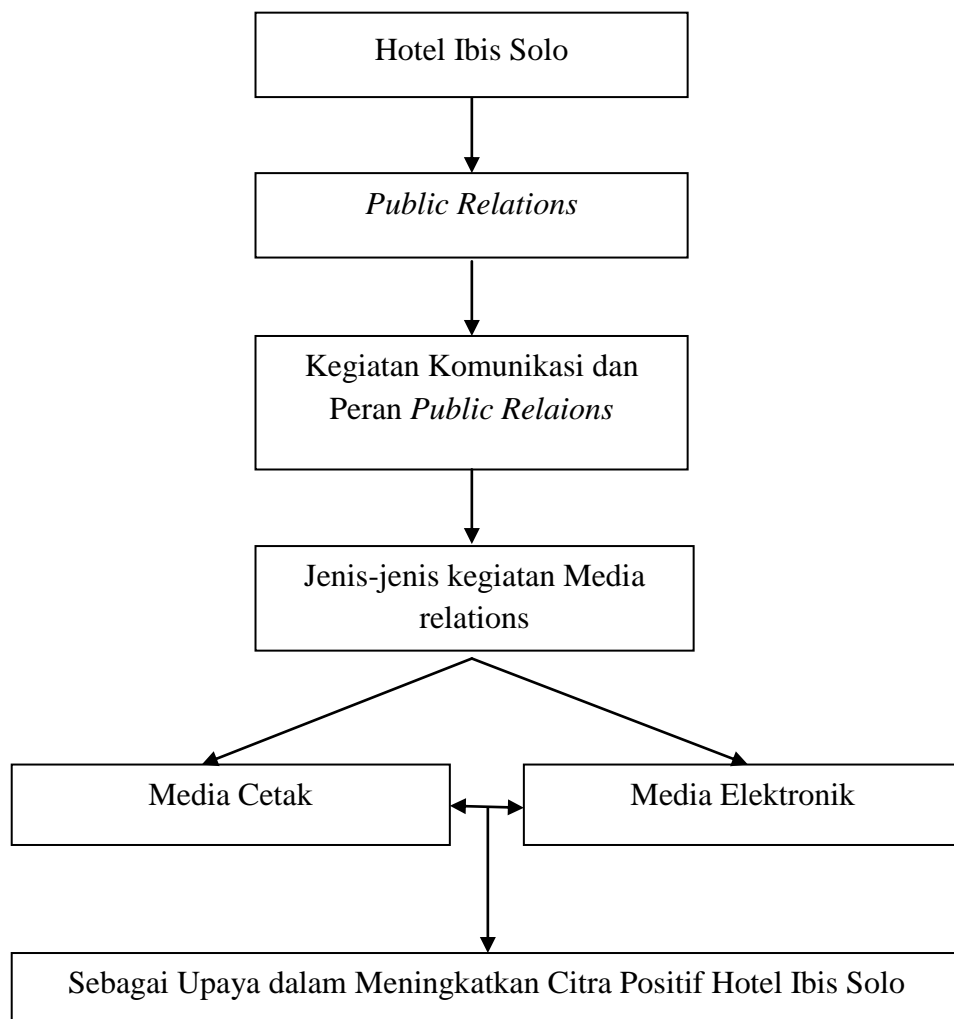 Hotel Ibis Solo
Public Relations
Kegiatan Komunikasi dan
Peran Public Relaions
Jenis-jenis kegiatan Media
relations
Media Cetak
Media Elektronik
Sebagai Upaya dalam Meningkatkan Citra Positif Hotel Ibis Solo